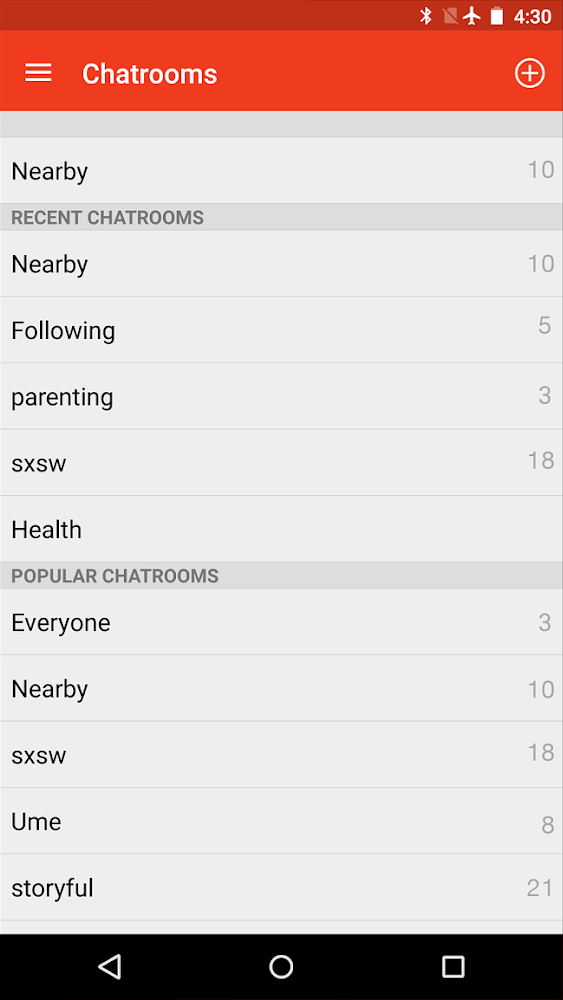 4:30
Chatrooms
Nearby 10
RECENT CHATROOMS
Nearby 10
Following 5
parenting 3
sxsw 18
Health
POPULAR CHATROOMS
Everyone 3
Nearby 10
sxsw 18
Ume 8
storyful 21